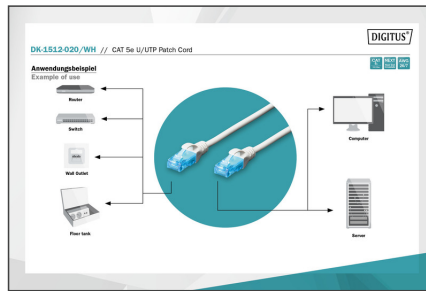 DIGITUS®
DK-1512-020/WH // CAT 5e U/UTP Patch Cord
Anwendungsbeispiel
Example of use
Router
Switch
Wall Outlet
Floor tank
Computer
Server